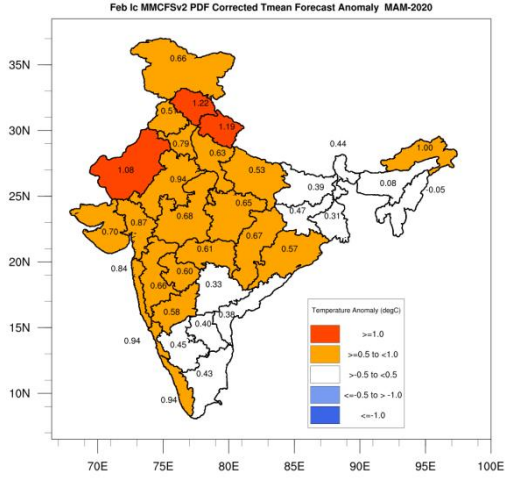 Feb Ic MMCFSv2 PDF Corrected Tmean Forecast Anomaly MAM-2020
35N
30N
25N
20N
15N
10N
70E
75E
80E
85E
90E
95E
100E
0.66
1.22
0.5
1.19
0.79
0.63
1.08
0.94
0.53
0.44
1.00
0.39
0.08
-0.05
0.65
0.47
0.31
0.70
0.87
0.68
0.67
0.57
0.61
0.84
0.60
0.66
0.33
0.58
0.38
0.40
0.94
0.45
0.43
0.94
Temperature Anomaly (degC)
>=1.0
>=0.5 to <1.0
>-0.5 to <0.5
<=-0.5 to > -1.0
<=-1.0